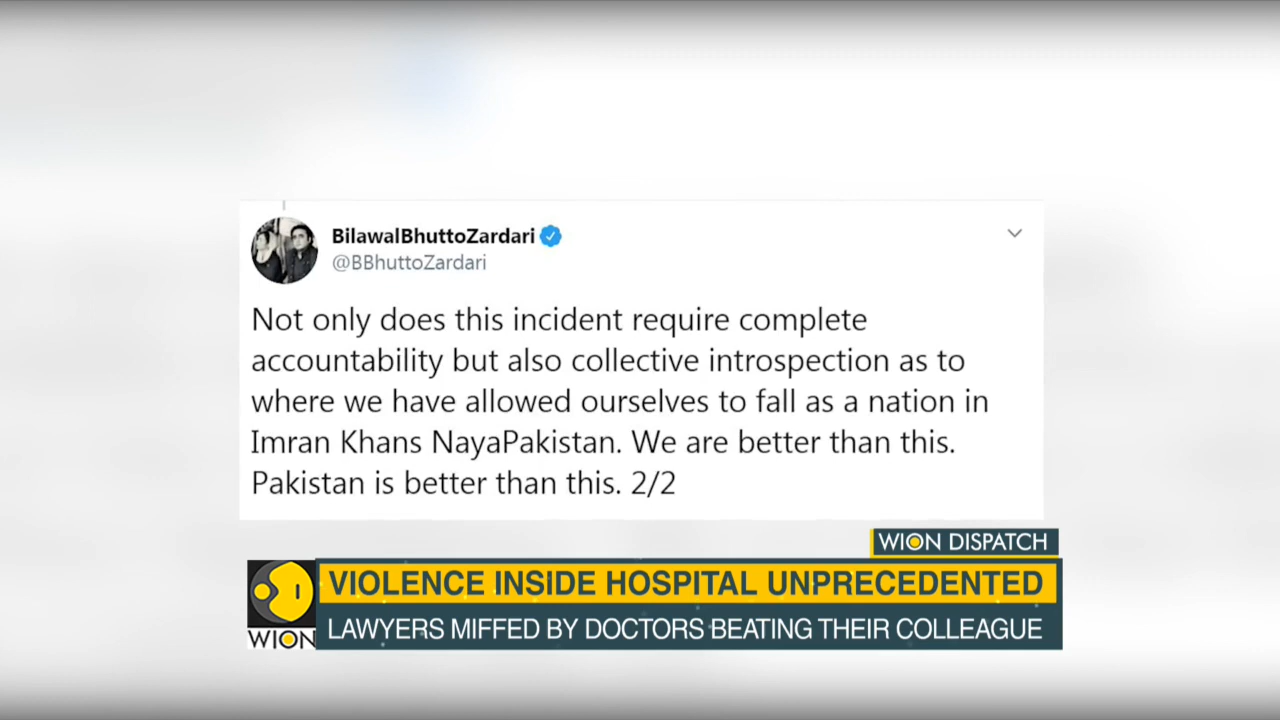 BilawalBhuttoZardari
@BBhuttoZardari
Not only does this incident require complete
accountability but also collective introspection as to
where we have allowed ourselves to fall as a nation in
Imran Khans NayaPakistan. We are better than this.
Pakistan is better than this. 2/2
WION DISPATCH
VIOLENCE INSIDE HOSPITAL UNPRECEDENTED
LAWYERS MIFFED BY DOCTORS BEATING THEIR COLLEAGUE
WION